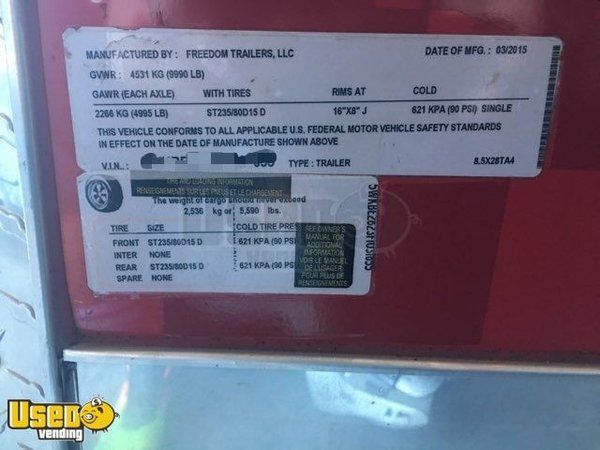 MANUFACTURED BY : FREEDOM TRAILERS, LLC DATE OF MFG. : 03/2015
GVWR : 4531 KG (9990 LB)
GAWR (EACH AXLE) WITH TIRES RIMS AT COLD
2266 KG (4995 LB) ST235/80D15 D 16"X8" J 621 KPA (90 PSI) SINGLE
THIS VEHICLE CONFORMS TO ALL APPLICABLE U.S. FEDERAL MOTOR VEHICLE SAFETY STANDARDS
IN EFFECT ON THE DATE OF MANUFACTURE SHOWN ABOVE
V.I.N. : TYPE : TRAILER 8.5X28TA4
TIRE AND LOADING INFORMATION
RENSEIGNEMENTS SUR LES PNEUS ET LE CHARGEMENT
The weight of cargo should never exceed
2,536 kg or 5,590 lbs.
TIRE SIZE COLD TIRE PRES
FRONT ST235/80D15 D 621 KPA (90 PSI)
INTER NONE
REAR ST235/80D15 D 621 KPA (90 PSI)
SPARE NONE
SEE OWNER'S
MANUAL FOR
ADDITIONAL
INFORMATION
VOIR LE MANUEL
DE L'USAGER
POUR PLUS DE
RENSEIGNEMENTS
USED
vending